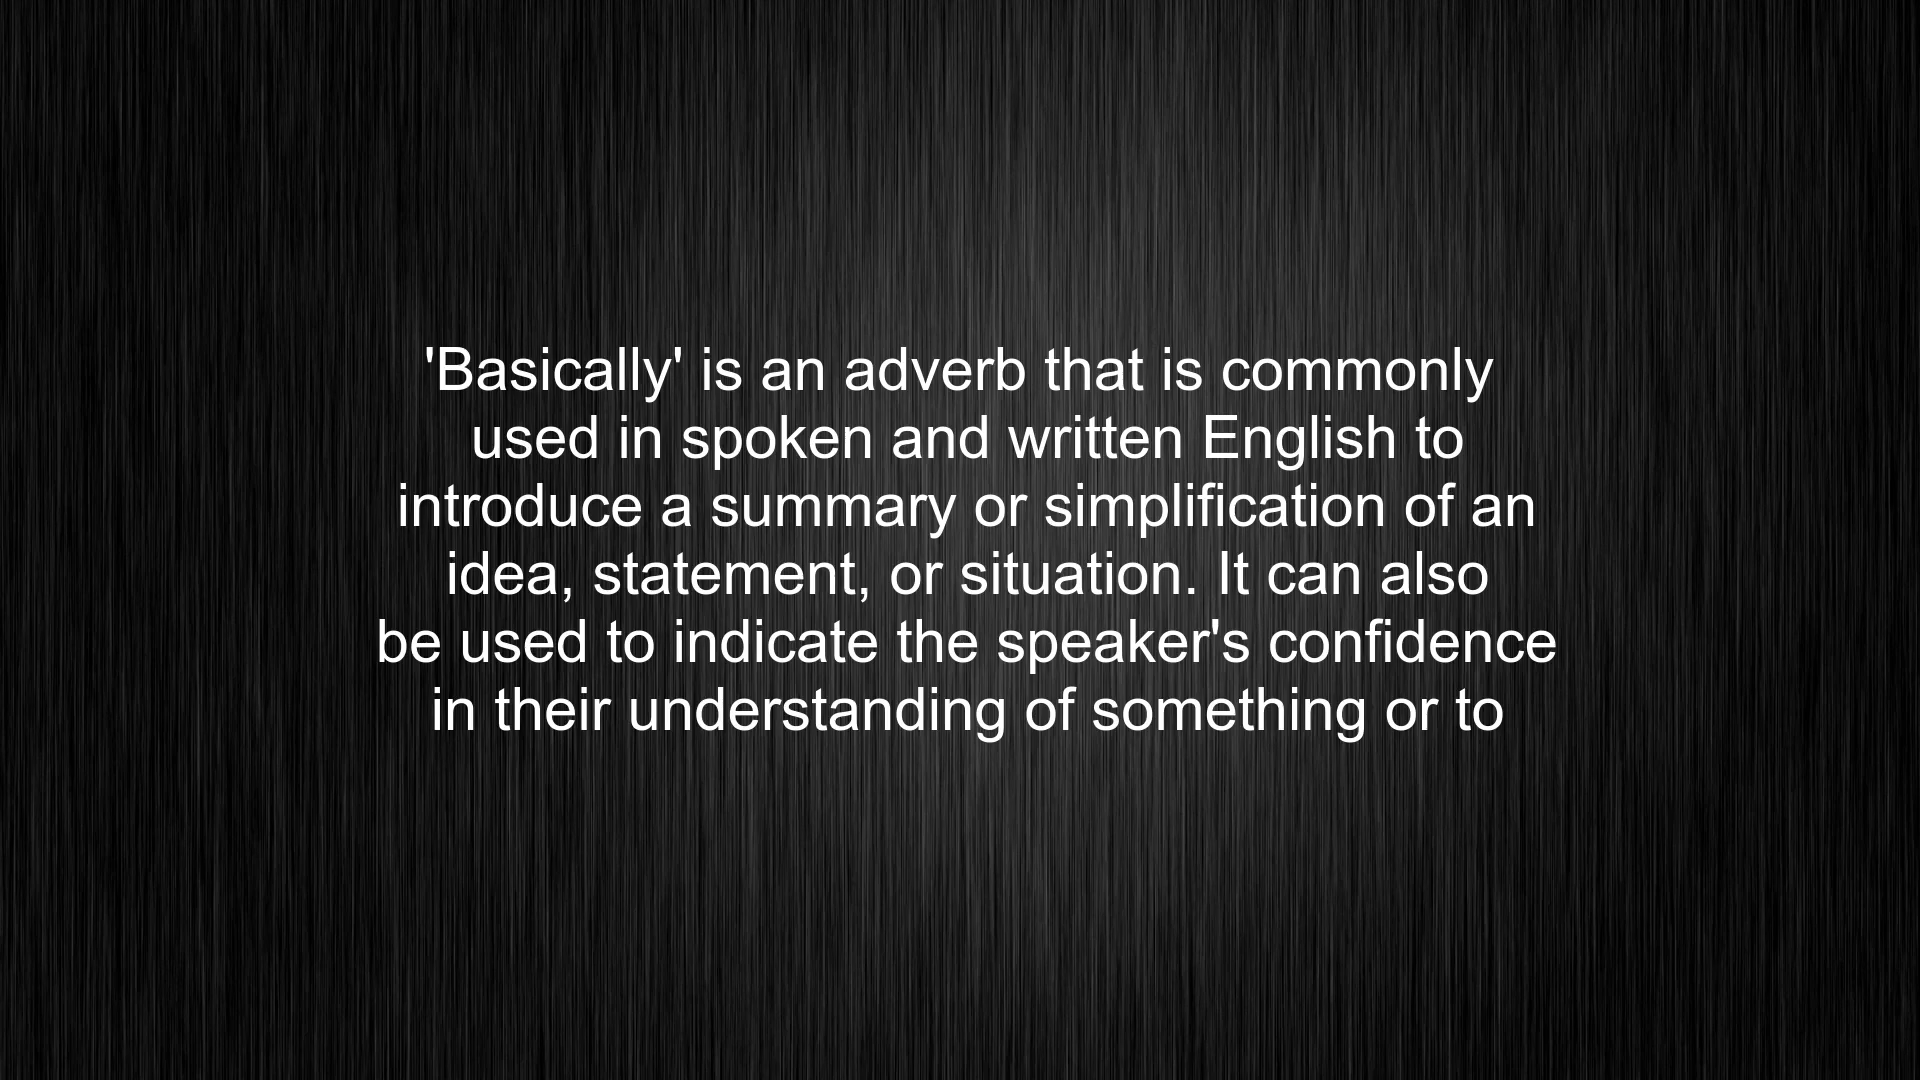 'Basically' is an adverb that is commonly
used in spoken and written English to
introduce a summary or simplification of an
idea, statement, or situation. It can also
be used to indicate the speaker's confidence
in their understanding of something or to